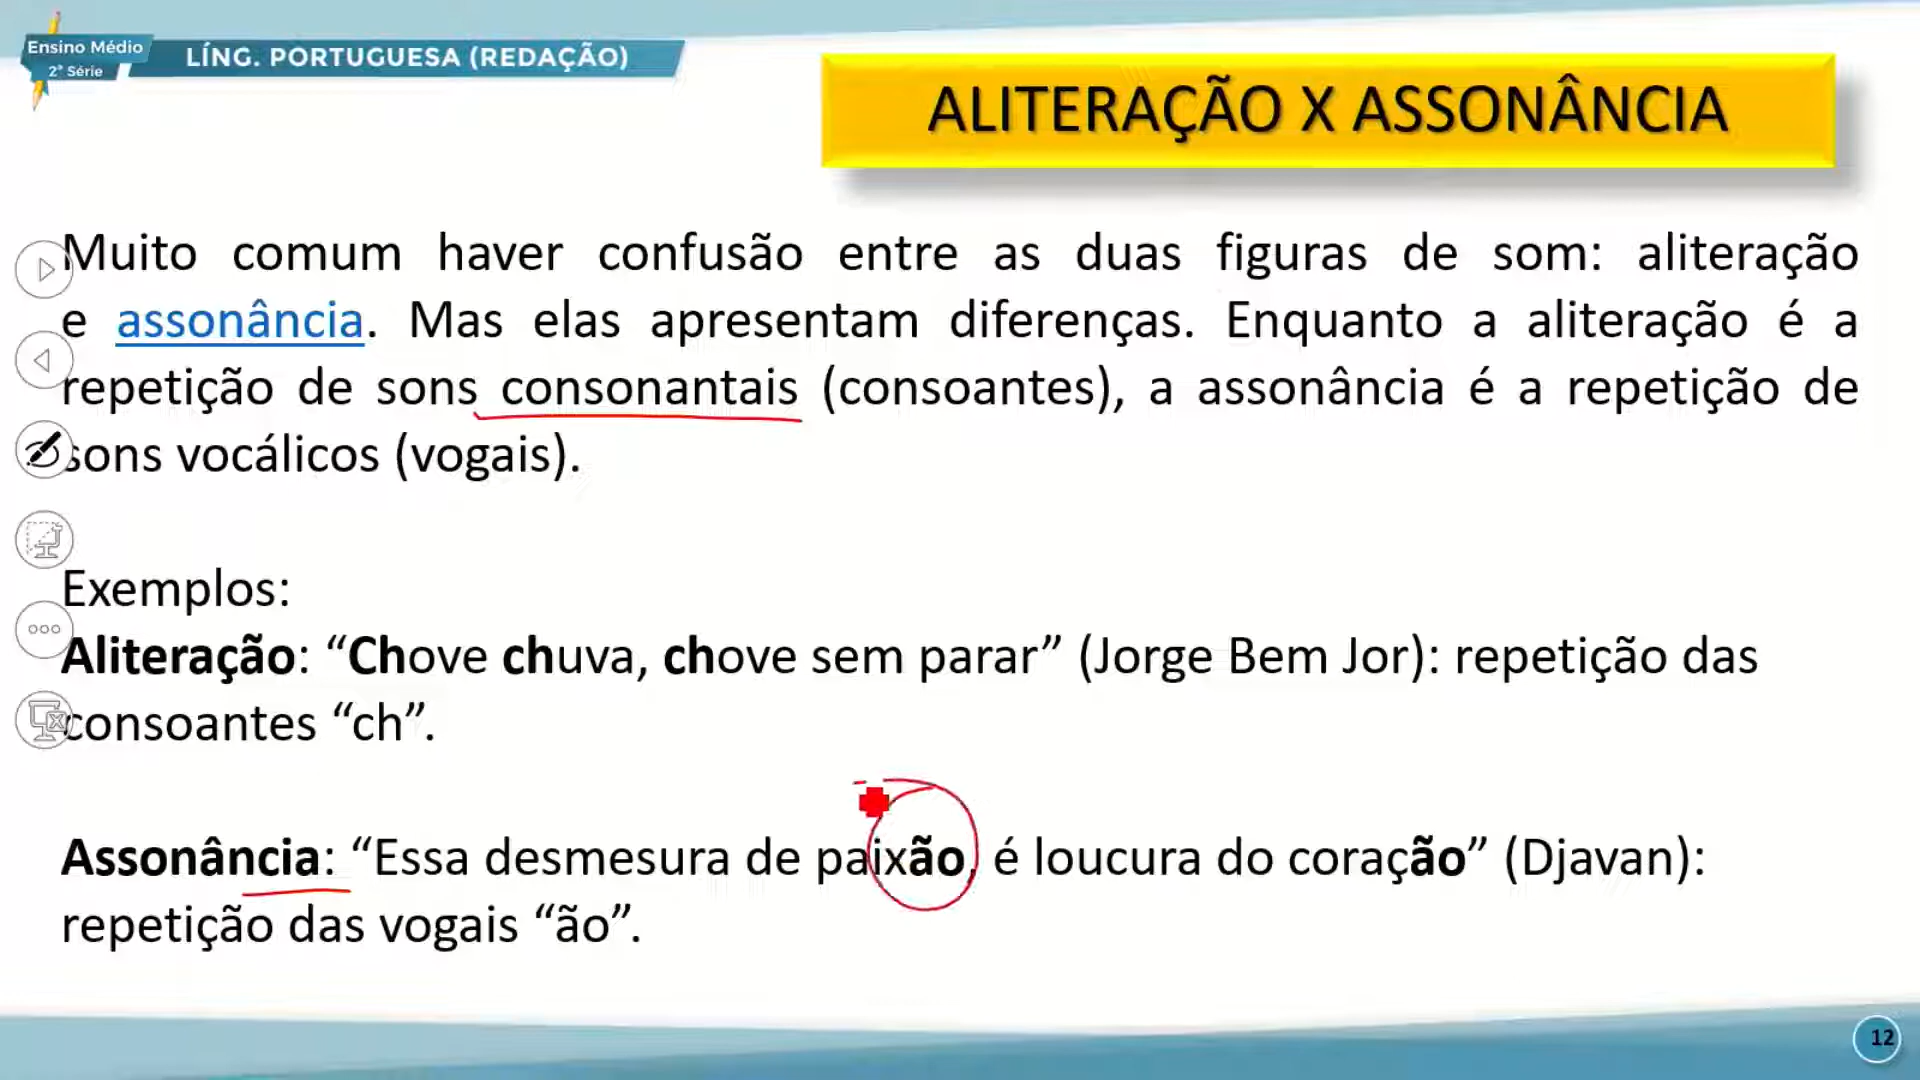 Ensino Médio
2ª Série
LÍNG. PORTUGUESA (REDAÇÃO)
ALITERAÇÃO X ASSONÂNCIA
Muito comum haver confusão entre as duas figuras de som: aliteração
e assonância. Mas elas apresentam diferenças. Enquanto a aliteração é a
repetição de sons consonantais (consoantes), a assonância é a repetição de
sons vocálicos (vogais).
Exemplos:
Aliteração: “Chove chuva, chove sem parar” (Jorge Bem Jor): repetição das
consoantes “ch”.
Assonância: “Essa desmesura de paixão, é loucura do coração” (Djavan):
repetição das vogais “ão”.
12